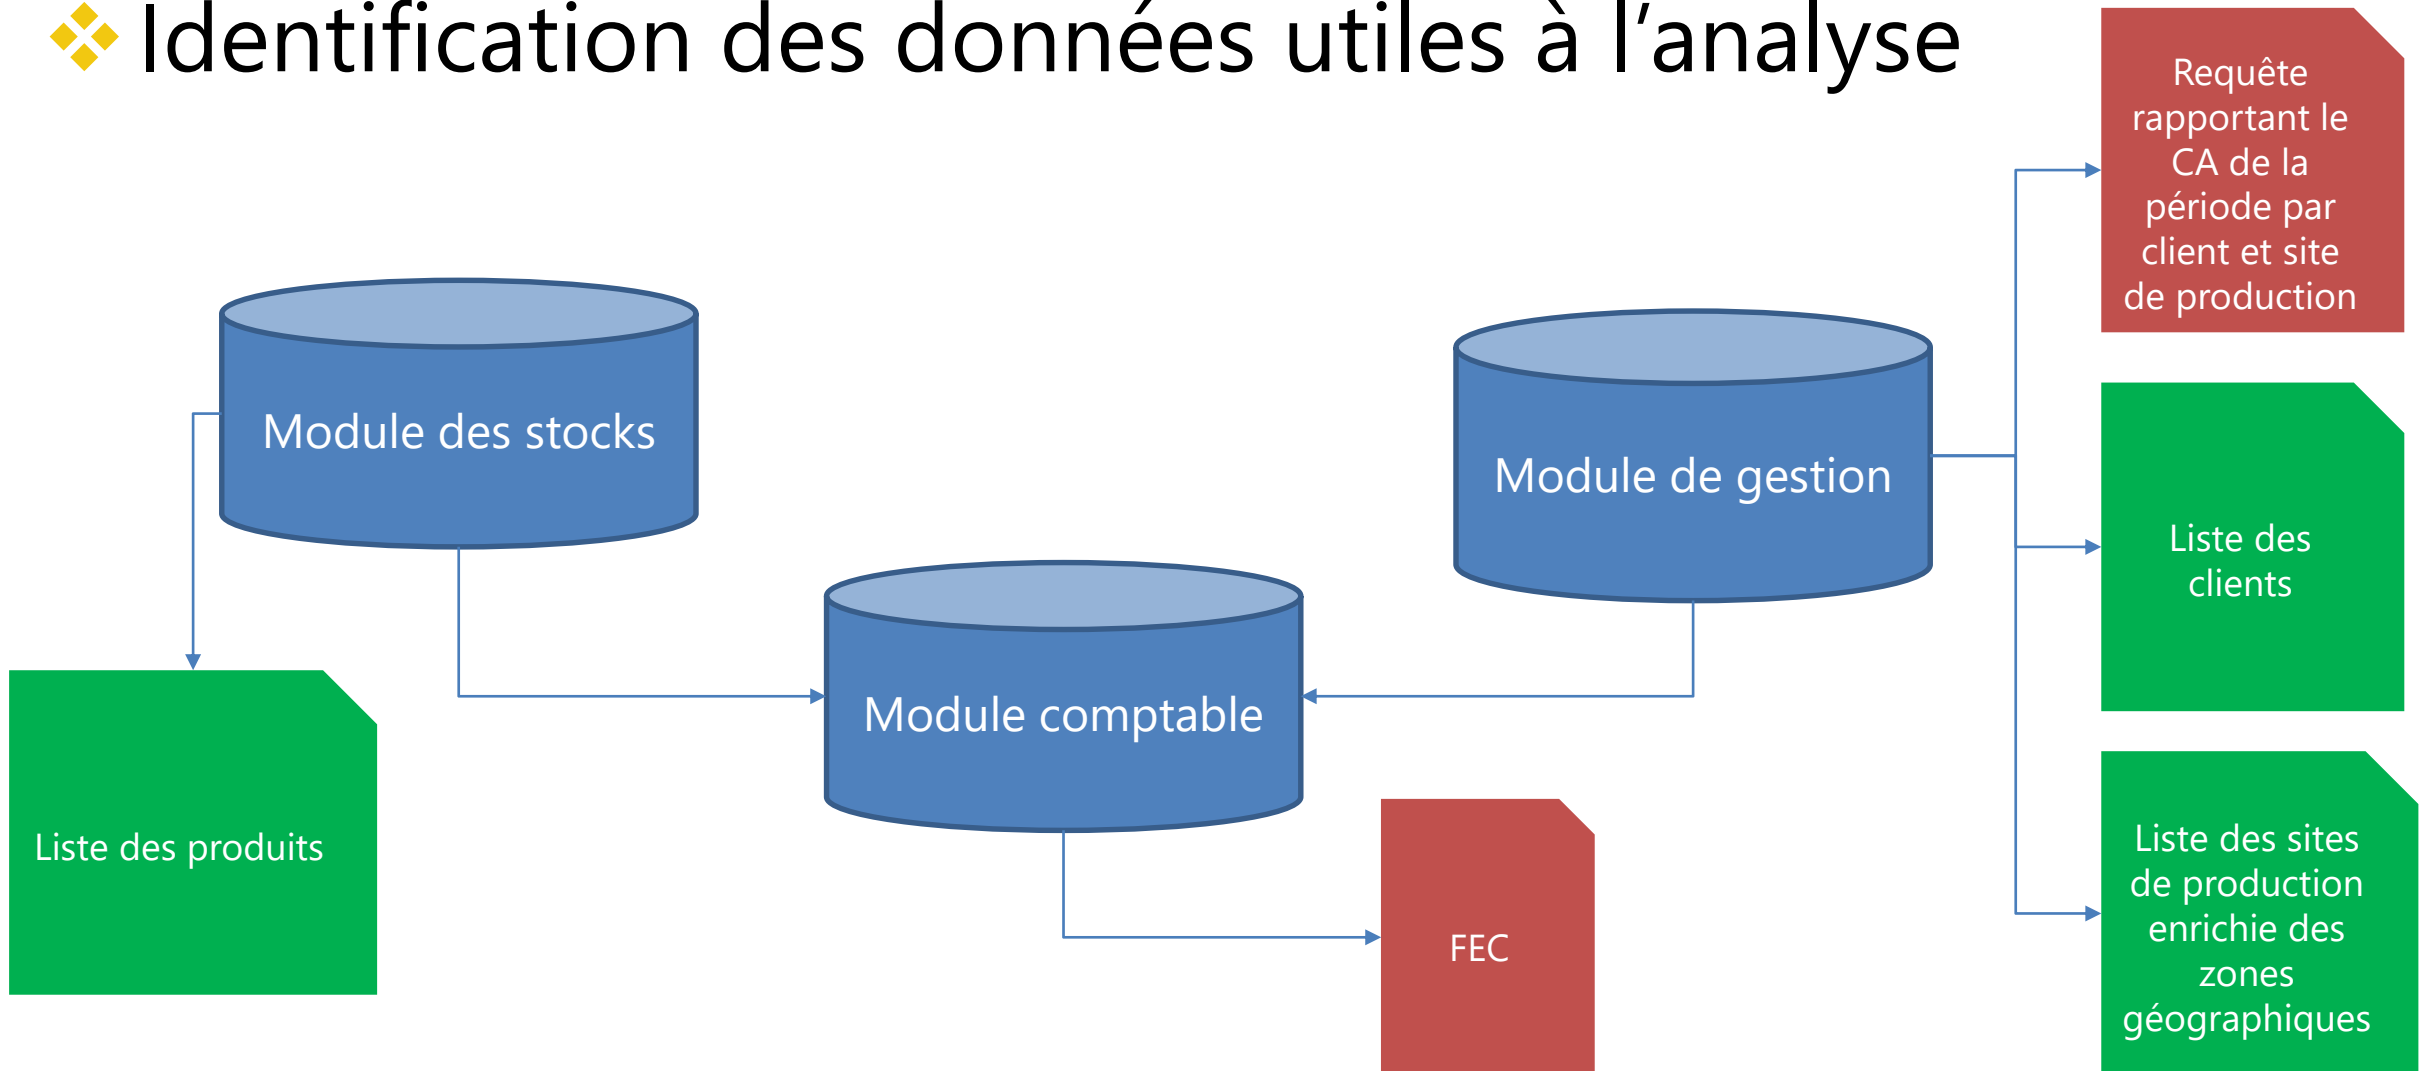 Identification des données utiles à l’analyse
Requête
rapportant le
CA de la
période par
client et site
de production
Module des stocks
Module de gestion
Liste des
clients
Module comptable
Liste des produits
FEC
Liste des sites
de production
enrichie des
zones
géographiques